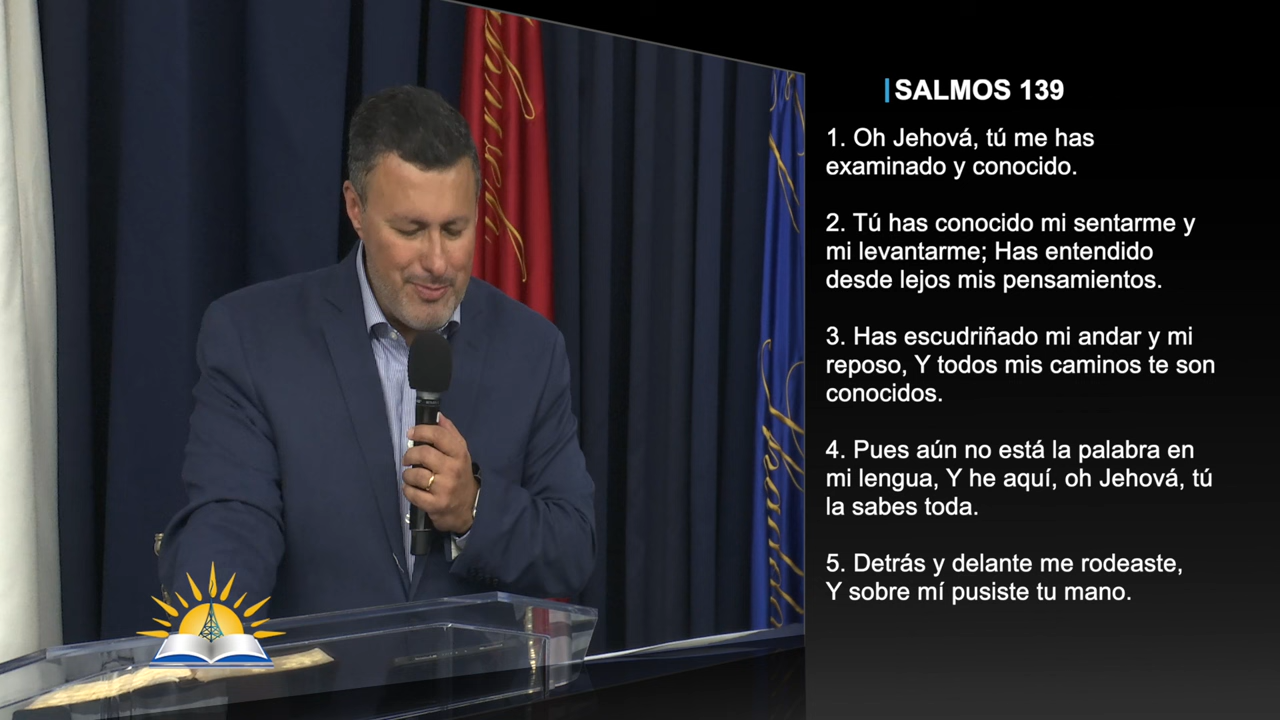 SALMOS 139
1. Oh Jehová, tú me has
examinado y conocido.
2. Tú has conocido mi sentarme y
mi levantarme; Has entendido
desde lejos mis pensamientos.
3. Has escudriñado mi andar y mi
reposo, Y todos mis caminos te son
conocidos.
4. Pues aún no está la palabra en
mi lengua, Y he aquí, oh Jehová, tú
la sabes toda.
5. Detrás y delante me rodeaste,
Y sobre mí pusiste tu mano.